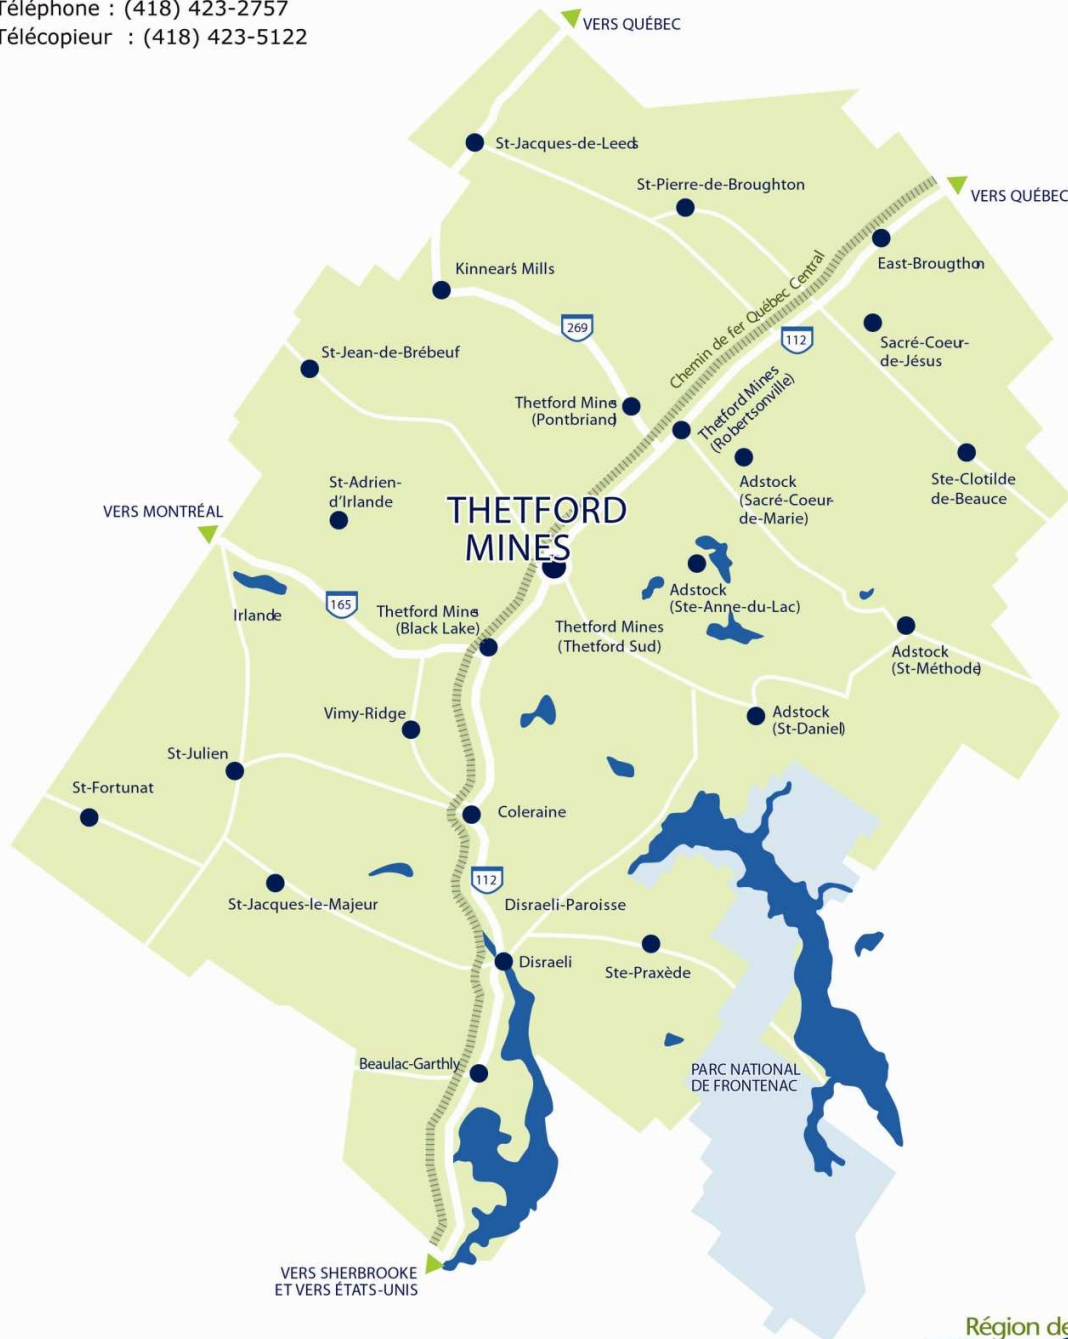 Téléphone : (418) 423-2757
Télécopieur : (418) 423-5122
VERS QUÉBEC
St-Jacques-de-Leeds
St-Pierre-de-Broughton
VERS QUÉBEC
East-Brougthon
Kinnear's Mills
Chemin de fer Québec Central
269
112
Sacré-Coeur-
de-Jésus
St-Jean-de-Brébeuf
Thetford Mines
(Pontbriand)
Thetford Mines
(Robertsonville)
Adstock
(Sacré-Coeur-
de-Marie)
Ste-Clotilde
de-Beauce
St-Adrien-
d'Irlande
VERS MONTRÉAL
THETFORD
MINES
Adstock
(Ste-Anne-du-Lac)
165
Irlande
Thetford Mines
(Black Lake)
Thetford Mines
(Thetford Sud)
Adstock
(St-Méthode)
Vimy-Ridge
Adstock
(St-Daniel)
St-Julien
St-Fortunat
Coleraine
112
St-Jacques-le-Majeur
Disraeli-Paroisse
Disraeli
Ste-Praxède
Beaulac-Garthly
PARC NATIONAL
DE FRONTENAC
VERS SHERBROOKE
ET VERS ÉTATS-UNIS
Région de